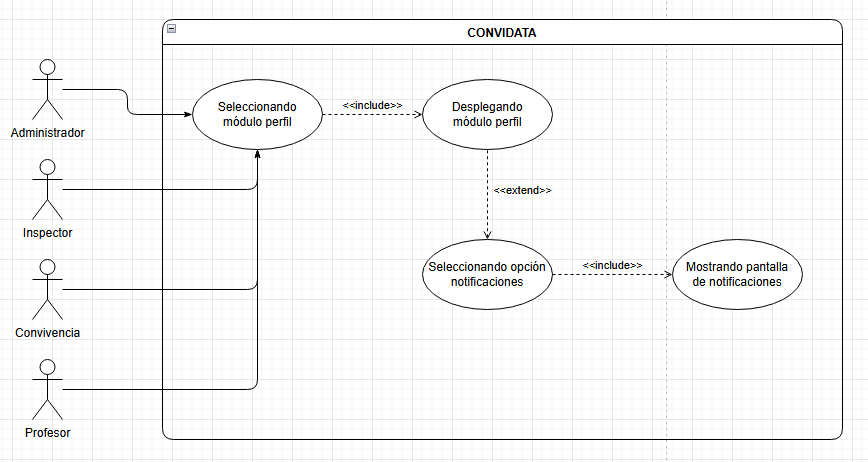 CONVIDATA
Administrador
Seleccionando
módulo perfil
<<include>>
Desplegando
módulo perfil
Inspector
<<extend>>
Convivencia
Seleccionando opción
notificaciones
<<include>>
Mostrando pantalla
de notificaciones
Profesor